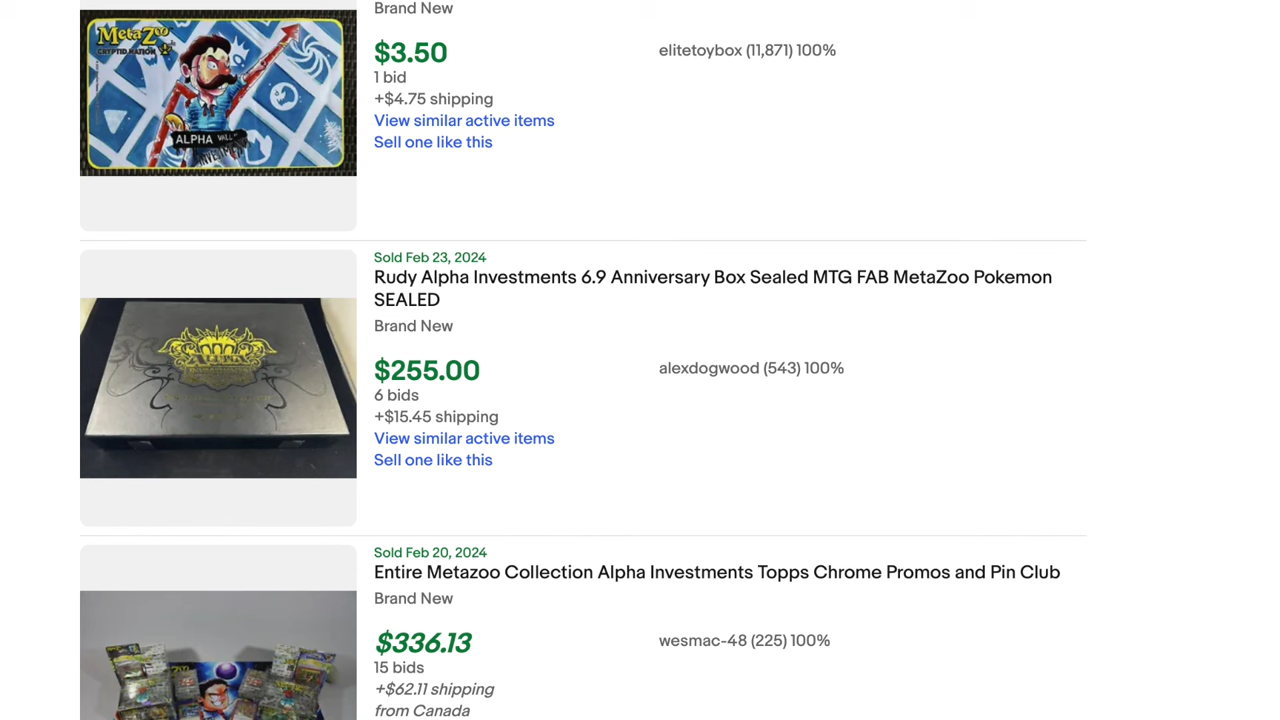 Brand New
MetaZoo
CRYPTID NATION
$3.50
elitetoybox (11,871) 100%
1 bid
+$4.75 shipping
View similar active items
ALPHA
INVESTMENTS
Sell one like this
Sold Feb 23, 2024
Rudy Alpha Investments 6.9 Anniversary Box Sealed MTG FAB MetaZoo Pokemon
SEALED
Brand New
ALPHA
$255.00
alexdogwood (543) 100%
6 bids
+$15.45 shipping
View similar active items
Sell one like this
Sold Feb 20, 2024
Entire Metazoo Collection Alpha Investments Topps Chrome Promos and Pin Club
Brand New
$336.13
wesmac-48 (225) 100%
15 bids
+$62.11 shipping
from Canada